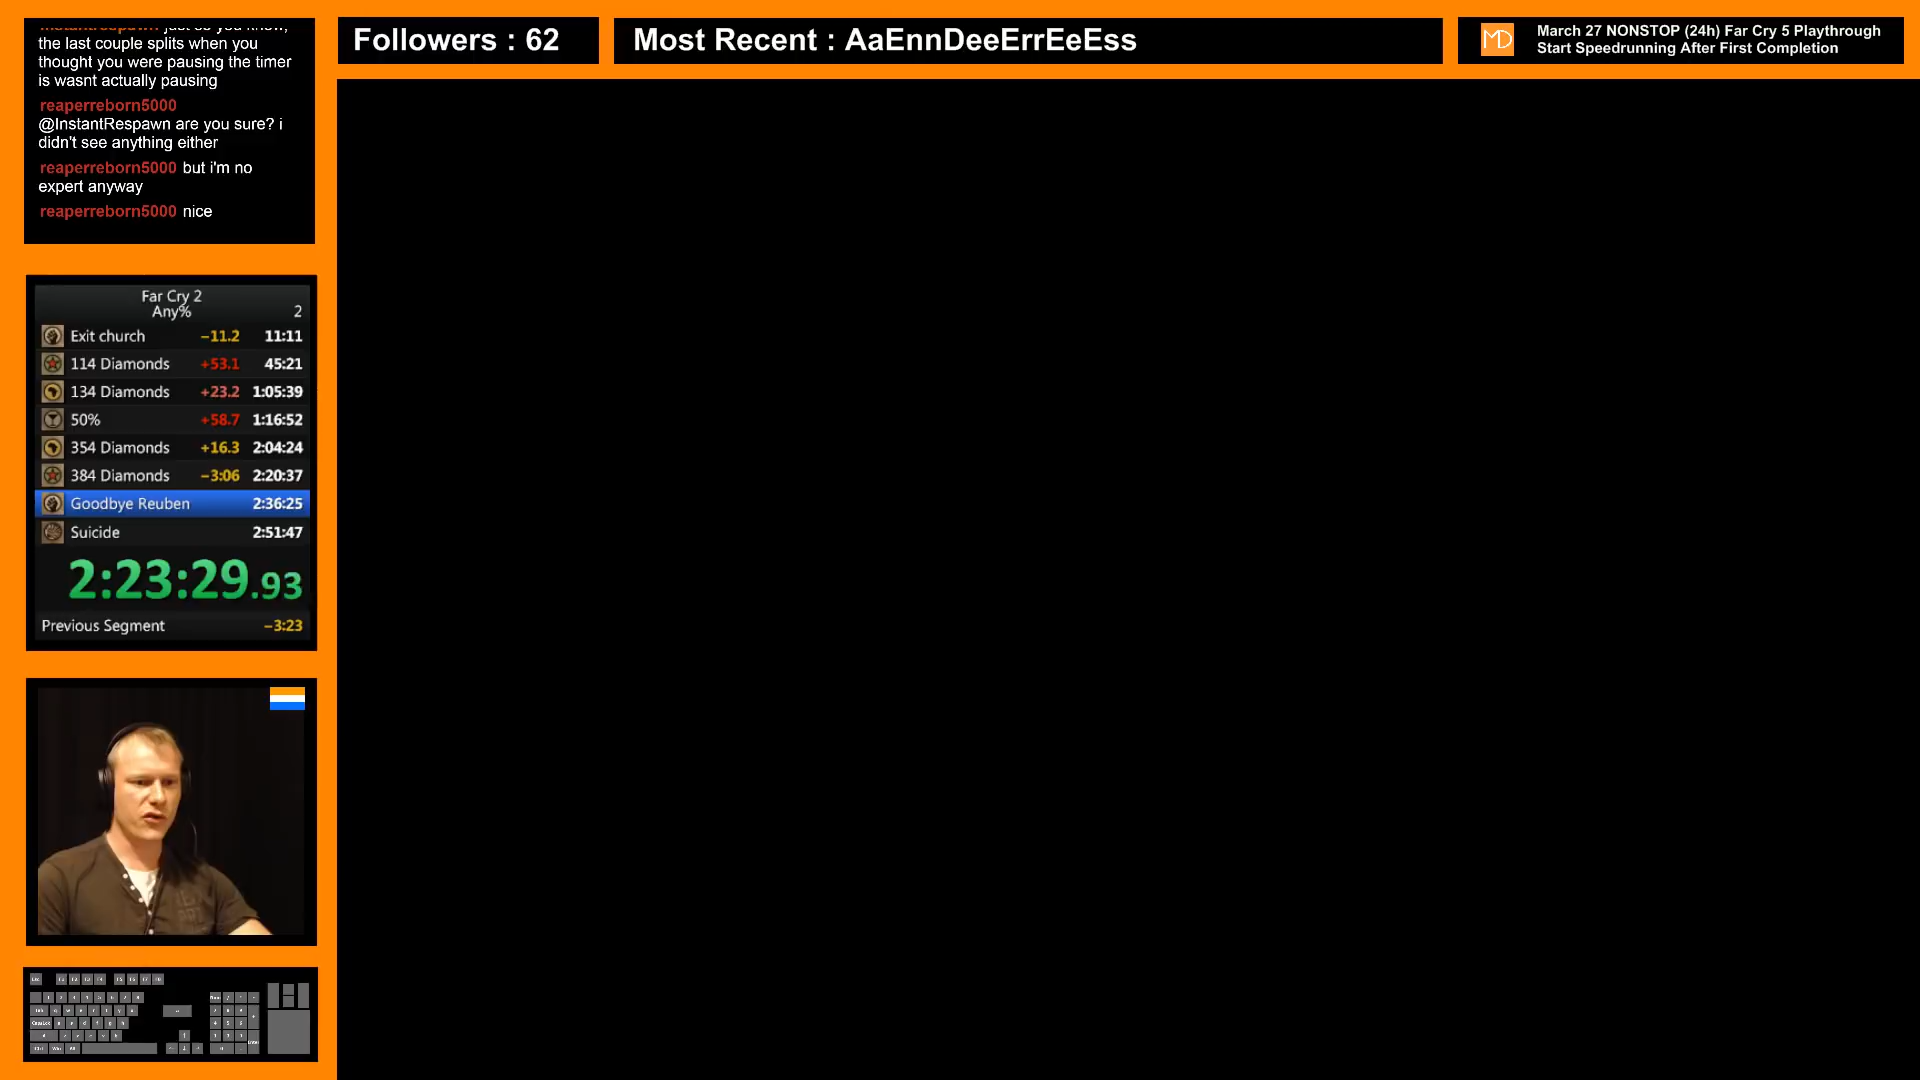 the last couple splits when you
thought you were pausing the timer
is wasnt actually pausing
reaperreborn5000
@InstantRespawn are you sure? i
didn't see anything either
reaperreborn5000 but i'm no
expert anyway
reaperreborn5000 nice
Followers : 62
Most Recent : AaEnnDeeErrEeEss
MD
March 27 NONSTOP (24h) Far Cry 5 Playthrough
Start Speedrunning After First Completion
Far Cry 2
Any% 2
Exit church −11.2 11:11
114 Diamonds +53.1 45:21
134 Diamonds +23.2 1:05:39
50% +58.7 1:16:52
354 Diamonds +16.3 2:04:24
384 Diamonds −3:06 2:20:37
Goodbye Reuben 2:36:25
Suicide 2:51:47
2:23:29.93
Previous Segment −3:23